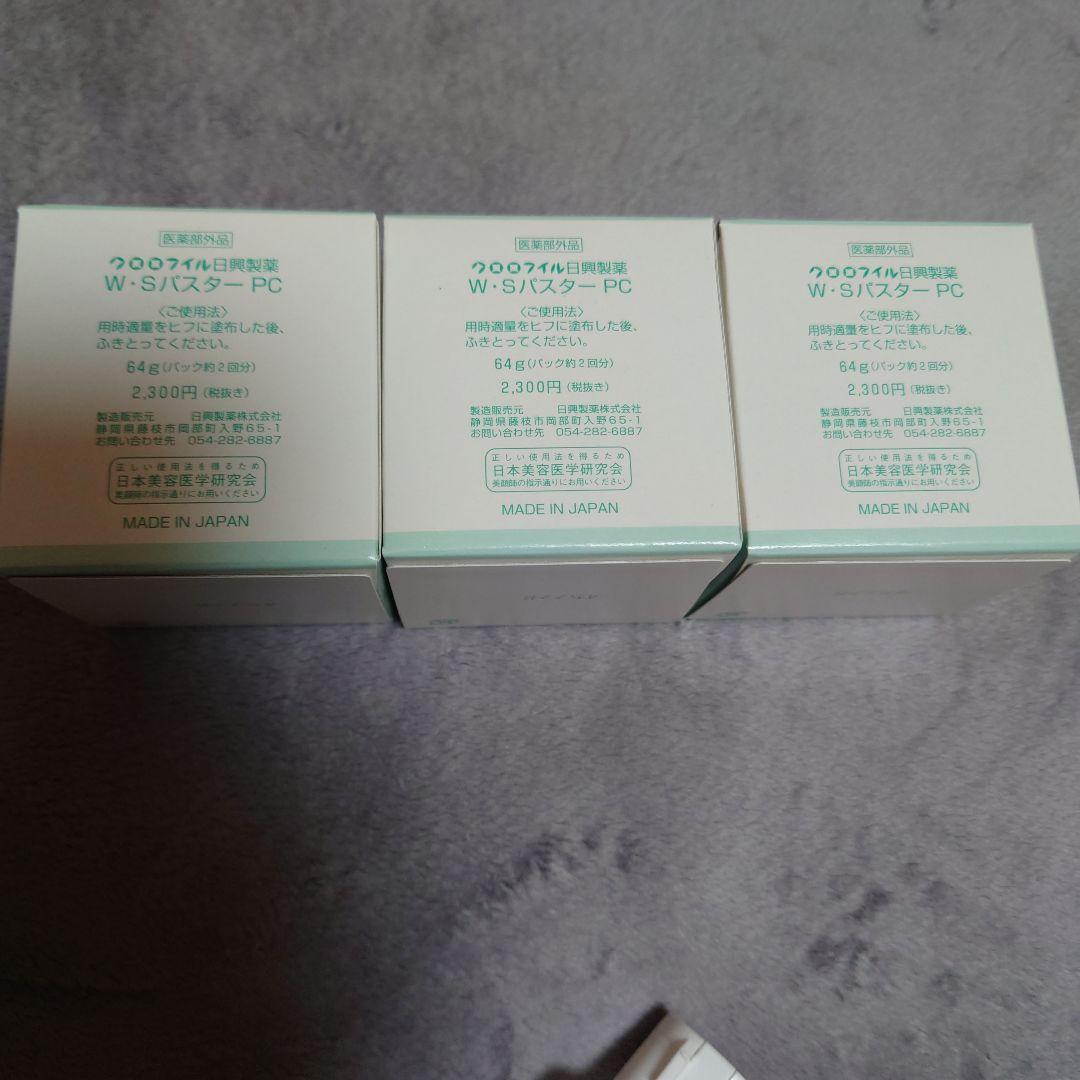 医薬部外品
クロロフイル日興製薬
W・SパスターPC
〈ご使用法〉
用時適量をヒフに塗布した後、
ふきとってください。
64g(パック約2回分)
2,300円(税抜き)
製造販売元 日興製薬株式会社
静岡県藤枝市岡部町入野65-1
お問い合わせ先 054-282-6887
正しい使用法を得るため
日本美容医学研究会
美顔師の指示通りにお用いください
MADE IN JAPAN
医薬部外品
クロロフイル日興製薬
W・SパスターPC
〈ご使用法〉
用時適量をヒフに塗布した後、
ふきとってください。
64g(パック約2回分)
2,300円(税抜き)
製造販売元 日興製薬株式会社
静岡県藤枝市岡部町入野65-1
お問い合わせ先 054-282-6887
正しい使用法を得るため
日本美容医学研究会
美顔師の指示通りにお用いください
MADE IN JAPAN
医薬部外品
クロロフイル日興製薬
W・SパスターPC
〈ご使用法〉
用時適量をヒフに塗布した後、
ふきとってください。
64g(パック約2回分)
2,300円(税抜き)
製造販売元 日興製薬株式会社
静岡県藤枝市岡部町入野65-1
お問い合わせ先 054-282-6887
正しい使用法を得るため
日本美容医学研究会
美顔師の指示通りにお用いください
MADE IN JAPAN